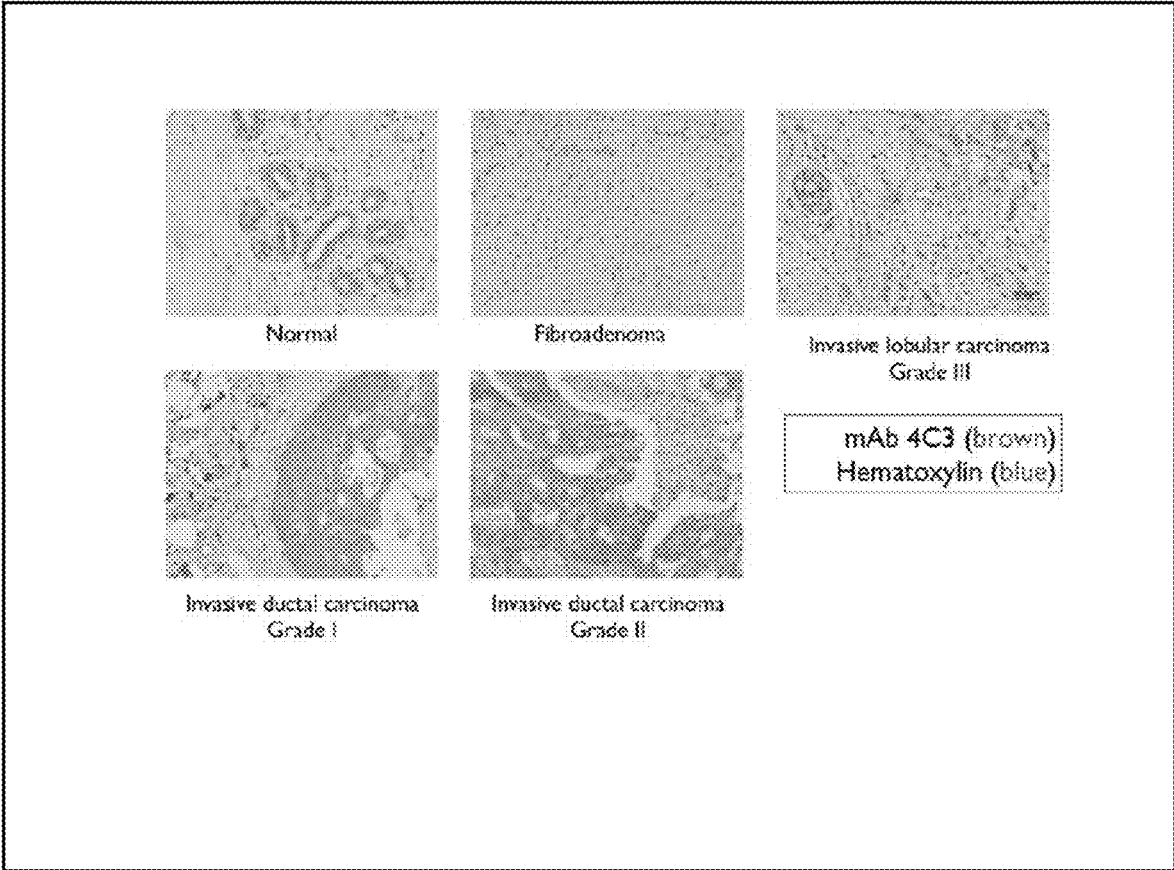 Normal
Fibroadenoma
Invasive lobular carcinoma
Grade III
Invasive ductal carcinoma
Grade I
Invasive ductal carcinoma
Grade II
mAb 4C3 (brown)
Hematoxylin (blue)